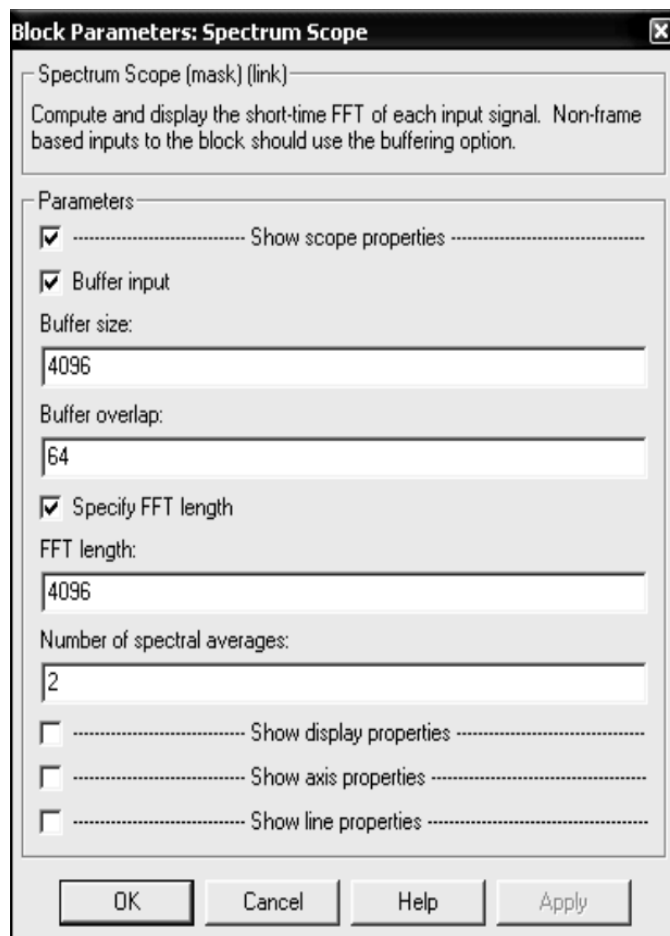 Block Parameters: Spectrum Scope
Spectrum Scope (mask) (link)
Compute and display the short-time FFT of each input signal. Non-frame
based inputs to the block should use the buffering option.
Parameters
---------------------------- Show scope properties --------------------------------
Buffer input
Buffer size:
4096
Buffer overlap:
64
Specify FFT length
FFT length:
4096
Number of spectral averages:
2
---------------------------- Show display properties -------------------------------
---------------------------- Show axis properties ------------------------------------
---------------------------- Show line properties ------------------------------------
OK
Cancel
Help
Apply